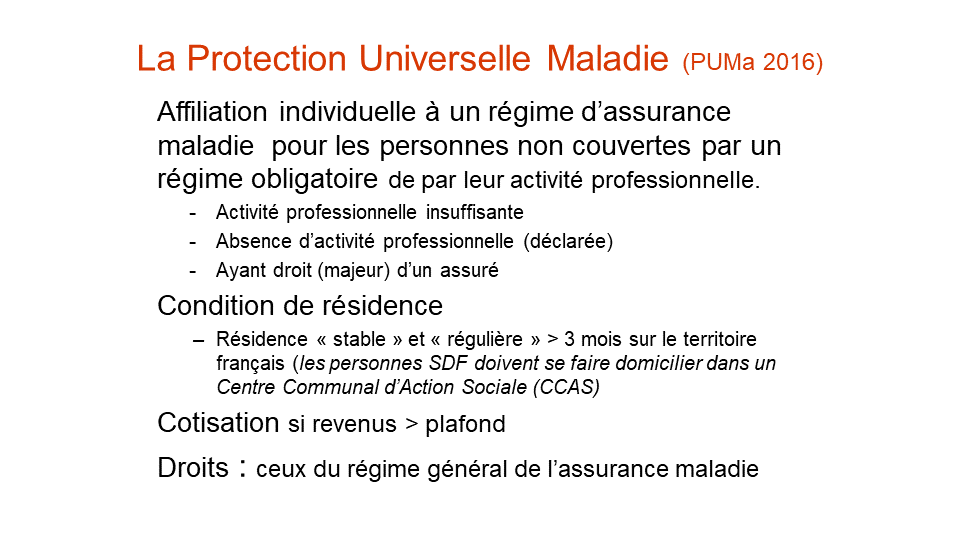 La Protection Universelle Maladie (PUMa 2016)
Affiliation individuelle à un régime d’assurance
maladie pour les personnes non couvertes par un
régime obligatoire de par leur activité professionnelle.
- Activité professionnelle insuffisante
- Absence d’activité professionnelle (déclarée)
- Ayant droit (majeur) d’un assuré
Condition de résidence
– Résidence « stable » et « régulière » > 3 mois sur le territoire
français (les personnes SDF doivent se faire domicilier dans un
Centre Communal d’Action Sociale (CCAS)
Cotisation si revenus > plafond
Droits : ceux du régime général de l’assurance maladie